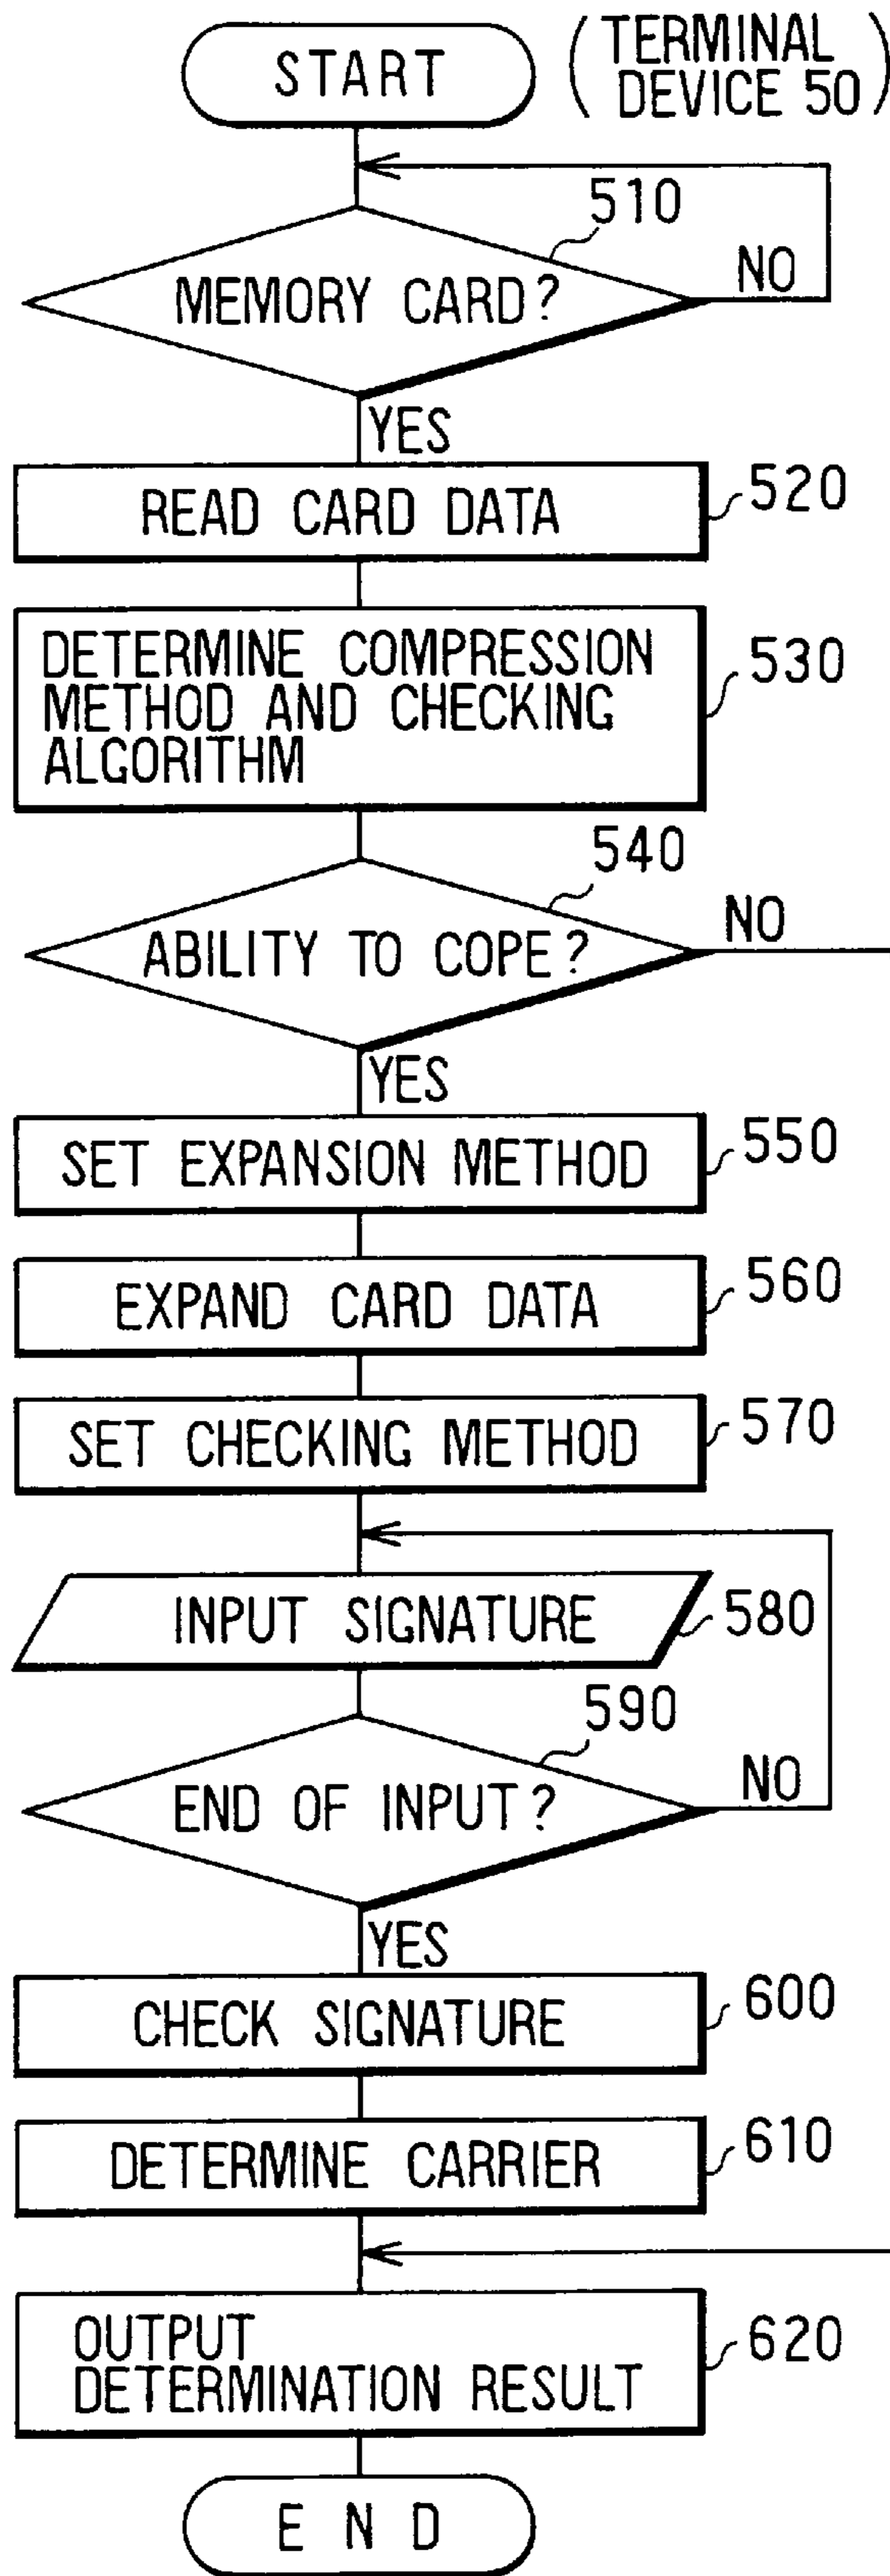 START
(TERMINAL
DEVICE 50)
510
MEMORY CARD?
NO
YES
READ CARD DATA
520
DETERMINE COMPRESSION
METHOD AND CHECKING
ALGORITHM
530
540
ABILITY TO COPE?
NO
YES
SET EXPANSION METHOD
550
EXPAND CARD DATA
560
SET CHECKING METHOD
570
INPUT SIGNATURE
580
590
END OF INPUT?
NO
YES
CHECK SIGNATURE
600
DETERMINE CARRIER
610
OUTPUT
DETERMINATION RESULT
620
END